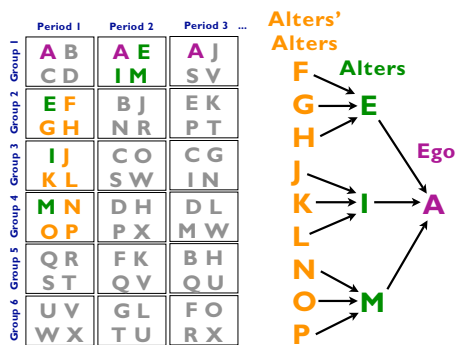 Period 1 Period 2 Period 3 ...
Group 1
A B A E A J
C D I M S V
Group 2
E F B J E K
G H N R P T
Group 3
I J C O C G
K L S W I N
Group 4
M N D H D L
O P P X M W
Group 5
Q R F K B H
S T Q V Q U
Group 6
U V G L F O
W X T U R X
Alters'
Alters
Alters
Ego
F
G
H
E
J
K
L
I
A
N
O
P
M